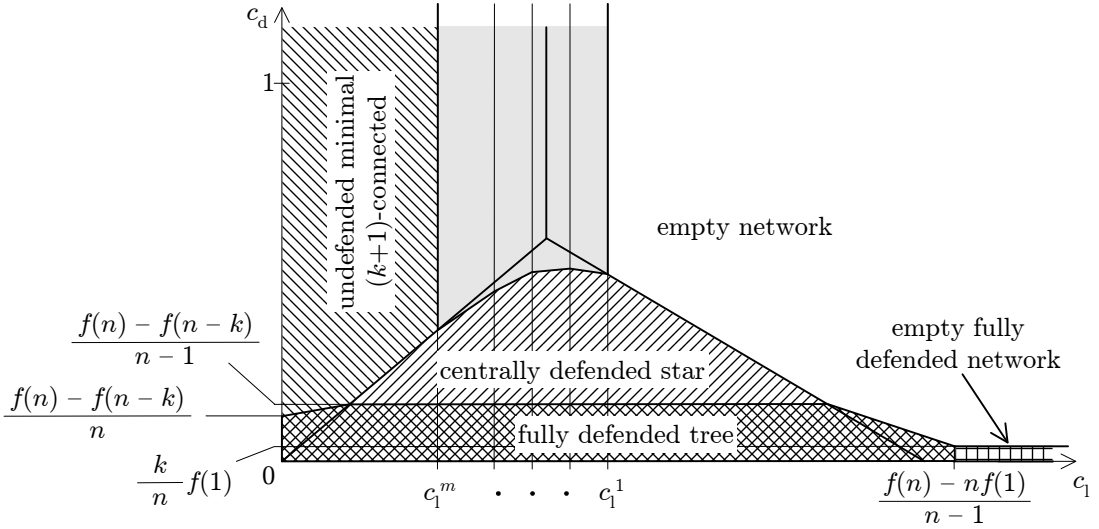 c_d
1
undefended minimal
(k+1)-connected
empty network
f(n) − f(n−k)
n − 1
empty fully
defended network
centrally defended star
f(n) − f(n−k)
n
fully defended tree
k/n f(1)
0
c_l^m · · · c_l^1
f(n) − nf(1)
n − 1
c_l